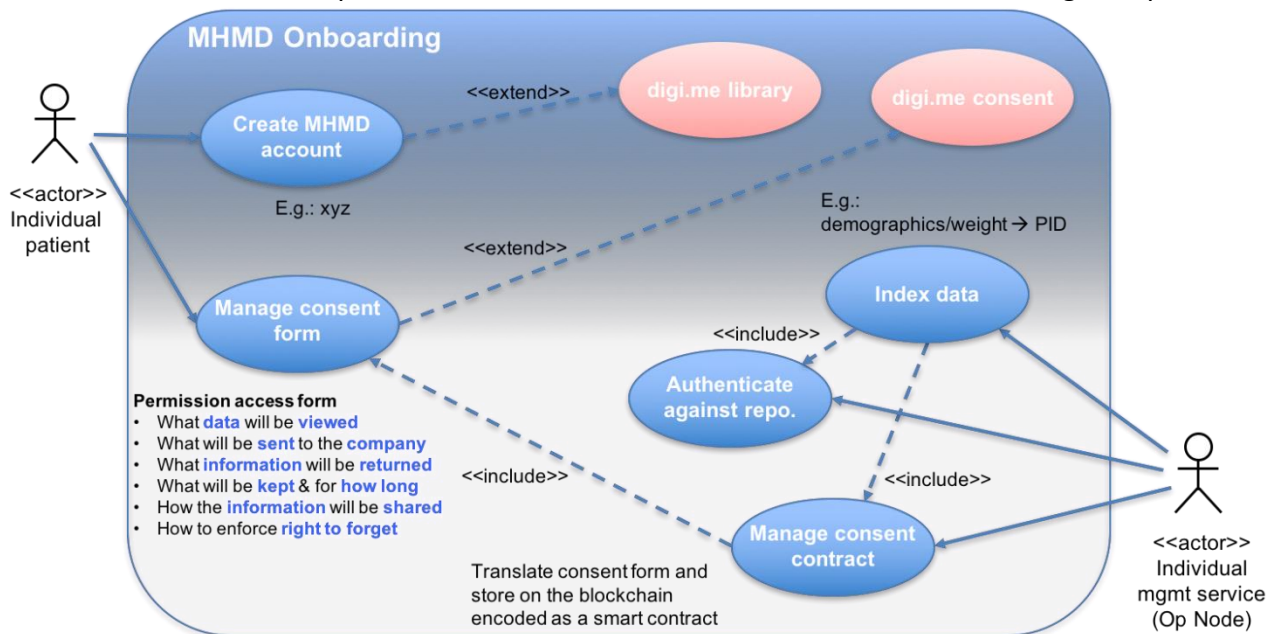 MHMD Onboarding
<<extend>>
digi.me library
digi.me consent
Create MHMD
account
<<actor>>
Individual
patient
E.g.: xyz
E.g.:
demographics/weight → PID
<<extend>>
Manage consent
form
Index data
<<include>>
Authenticate
against repo.
Permission access form
• What data will be viewed
• What will be sent to the company
• What information will be returned
• What will be kept & for how long
• How the information will be shared
• How to enforce right to forget
<<include>>
<<include>>
Manage consent
contract
Translate consent form and
store on the blockchain
encoded as a smart contract
<<actor>>
Individual
mgmt service
(Op Node)